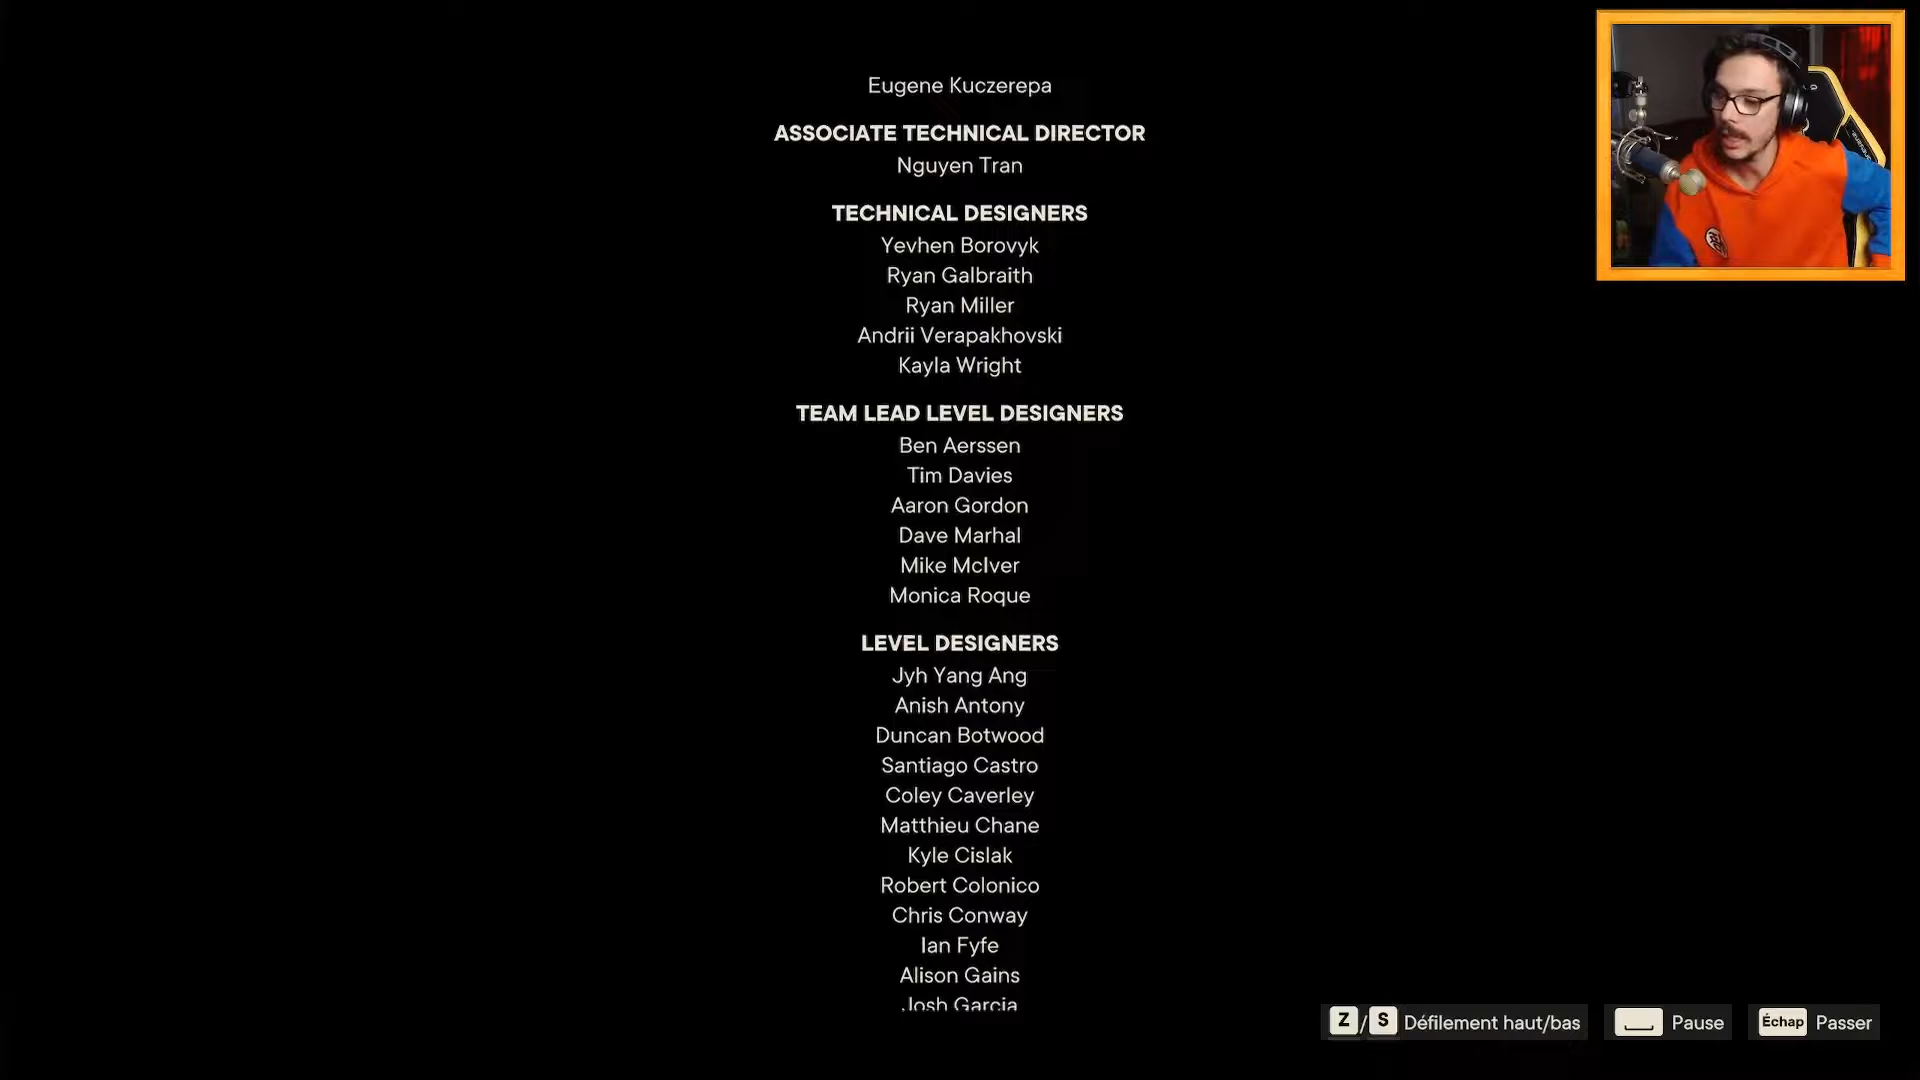 Eugene Kuczerepa
ASSOCIATE TECHNICAL DIRECTOR
Nguyen Tran
TECHNICAL DESIGNERS
Yevhen Borovyk
Ryan Galbraith
Ryan Miller
Andrii Verapakhovski
Kayla Wright
TEAM LEAD LEVEL DESIGNERS
Ben Aerssen
Tim Davies
Aaron Gordon
Dave Marhal
Mike McIver
Monica Roque
LEVEL DESIGNERS
Jyh Yang Ang
Anish Antony
Duncan Botwood
Santiago Castro
Coley Caverley
Matthieu Chane
Kyle Cislak
Robert Colonico
Chris Conway
Ian Fyfe
Alison Gains
Josh Garcia
Z/S Défilement haut/bas Pause Échap Passer